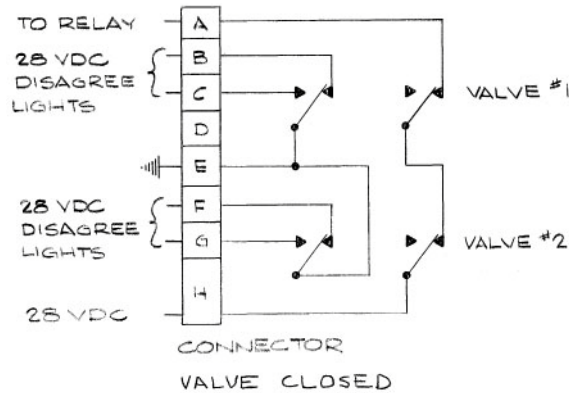 TO RELAY
A
28 VDC
DISAGREE
LIGHTS
B
C
VALVE #1
D
E
28 VDC
DISAGREE
LIGHTS
F
G
VALVE #2
H
28 VDC
CONNECTOR
VALVE CLOSED